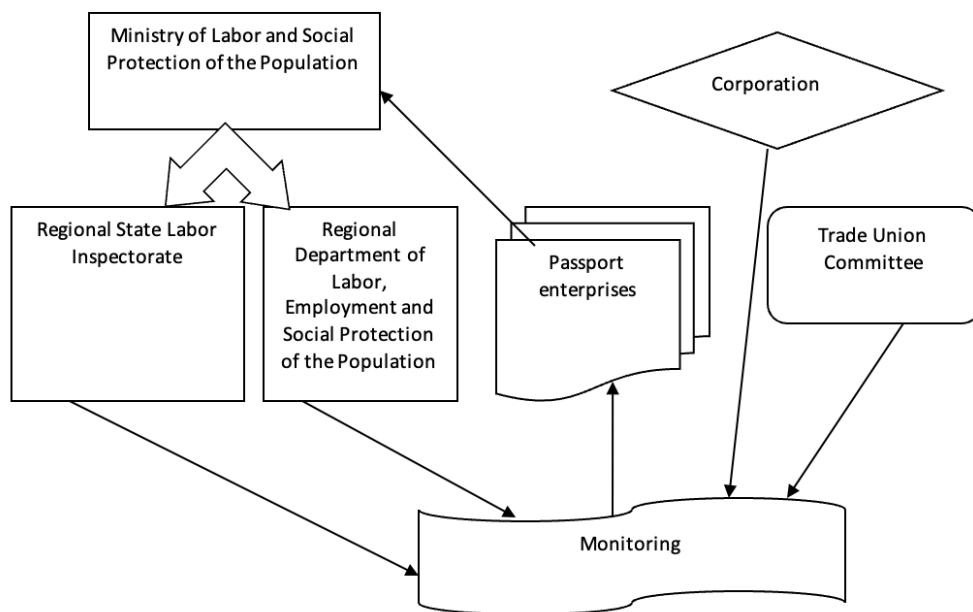 Ministry of Labor and Social
Protection of the Population
Corporation
Regional State Labor
Inspectorate
Regional
Department of
Labor,
Employment and
Social Protection
of the Population
Passport
enterprises
Trade Union
Committee
Monitoring